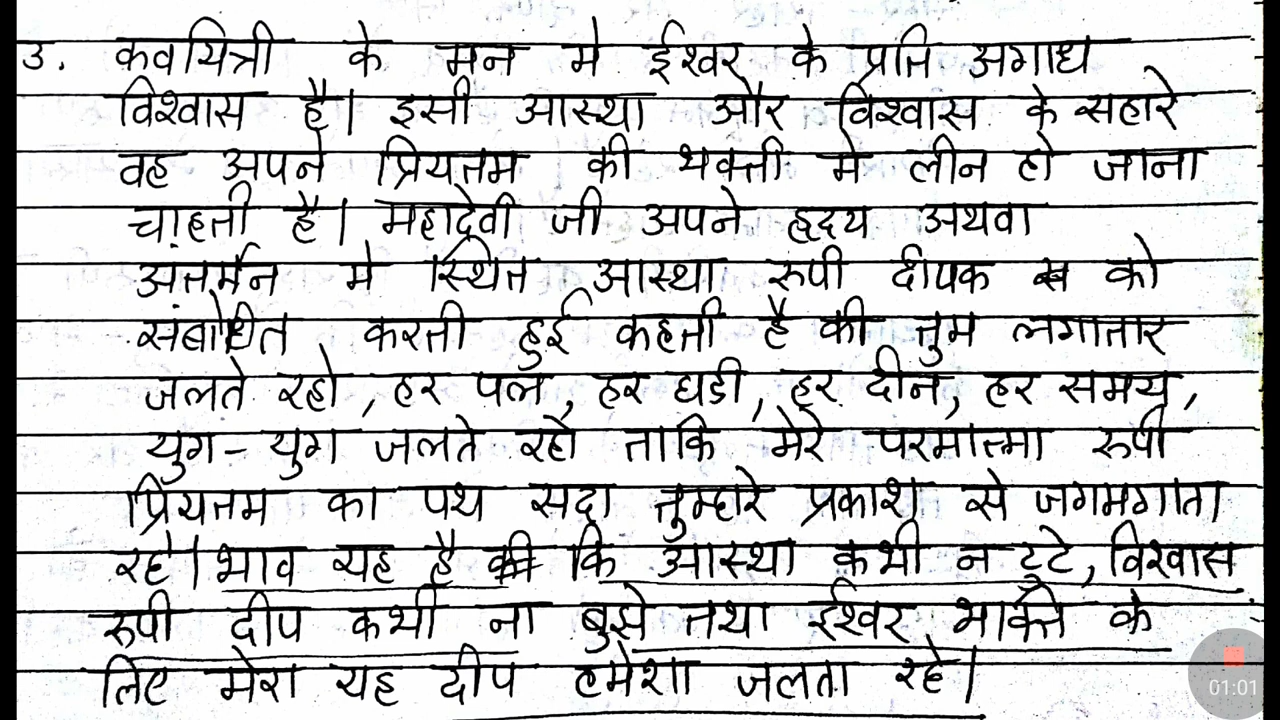 3. कवयित्री के मन मे ईश्वर के प्रति अगाध
विश्वास है। इसी आस्था और विश्वास के सहारे
वह अपने प्रियतम की भक्ती मे लीन हो जाना
चाहती है। महादेवी जी अपने हृदय अथवा
अंतर्मन मे स्थित आस्था रुपी दीपक को
संबोधित करती हुई कहती है की तुम लगातार
जलते रहो, हर पल, हर घडी, हर दीन, हर समय,
युग-युग जलते रहो ताकि मेरे परमात्मा रुपी
प्रियतम का पथ सदा तुम्हारे प्रकाश से जगमगाता
रहे। भाव यह है की कि आस्था कभी न टुटे, विश्वास
रुपी दीप कभी ना बुझे तथा ईश्वर भक्ति के
लिए मेरा यह दीप हमेशा जलता रहे।
01:01